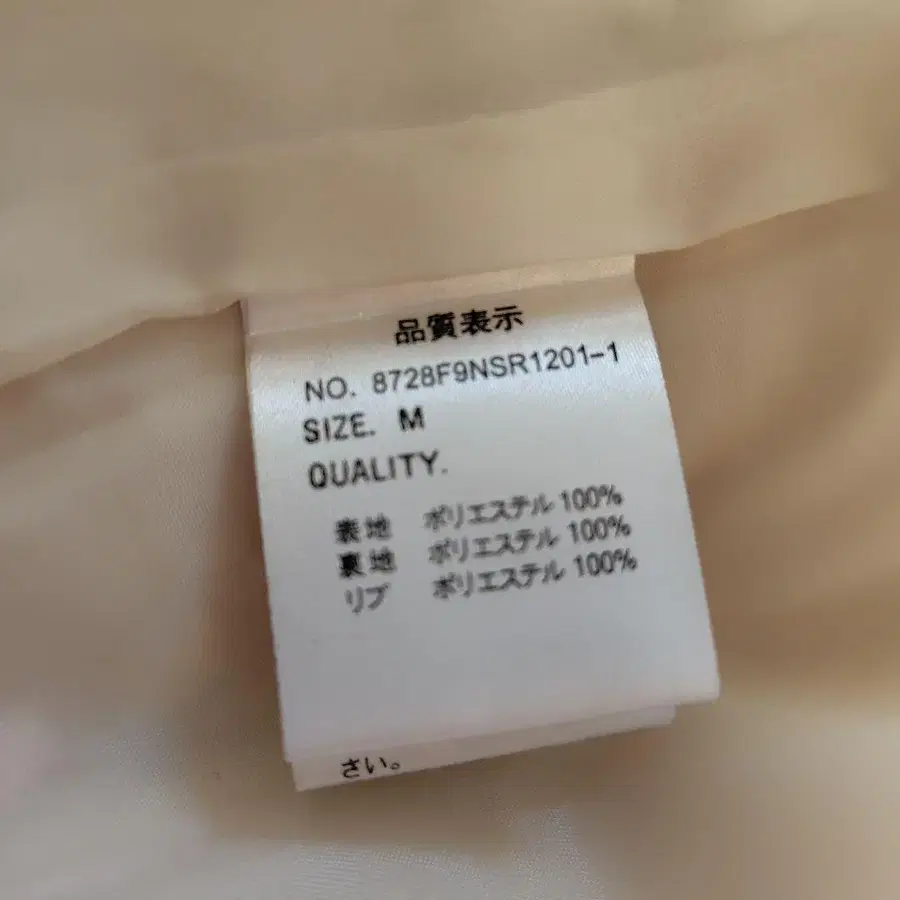 品質表示
NO. 8728F9NSR1201-1
SIZE. M
QUALITY.
表地 ポリエステル 100%
裏地 ポリエステル 100%
リブ ポリエステル 100%
さい。